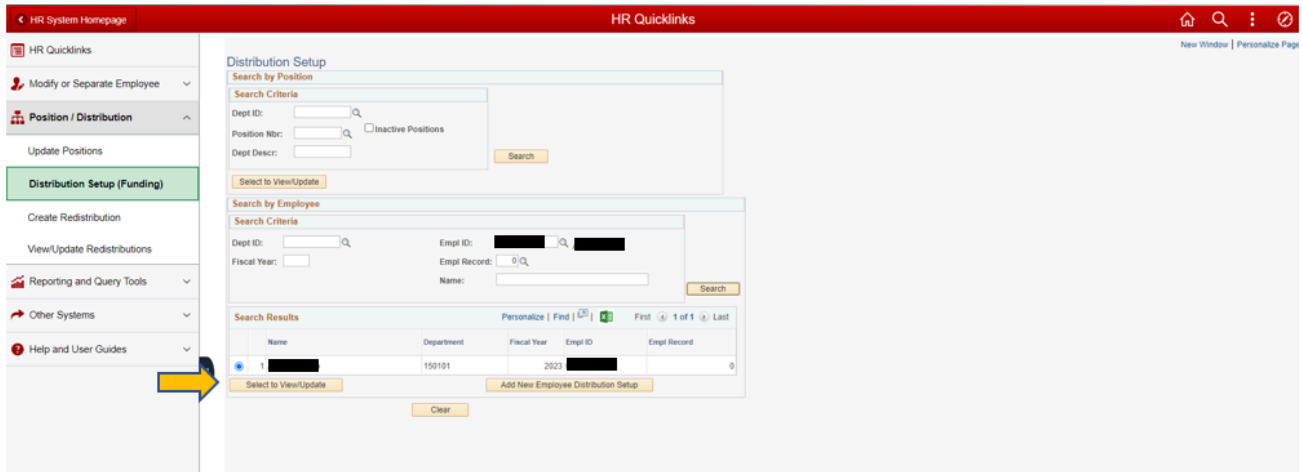 HR System Homepage
HR Quicklinks
New Window | Personalize Page
HR Quicklinks
Modify or Separate Employee
Position / Distribution
Update Positions
Distribution Setup (Funding)
Create Redistribution
View/Update Redistributions
Reporting and Query Tools
Other Systems
Help and User Guides
Distribution Setup
Search by Position
Search Criteria
Dept ID:
Position Nbr: Inactive Positions
Dept Descr:
Search
Select to View/Update
Search by Employee
Search Criteria
Dept ID: Empl ID:
Fiscal Year: Empl Record: 0
Name:
Search
Search Results Personalize | Find | First 1 of 1 Last
Name Department Fiscal Year Empl ID Empl Record
1 150101 2023 0
Select to View/Update Add New Employee Distribution Setup
Clear